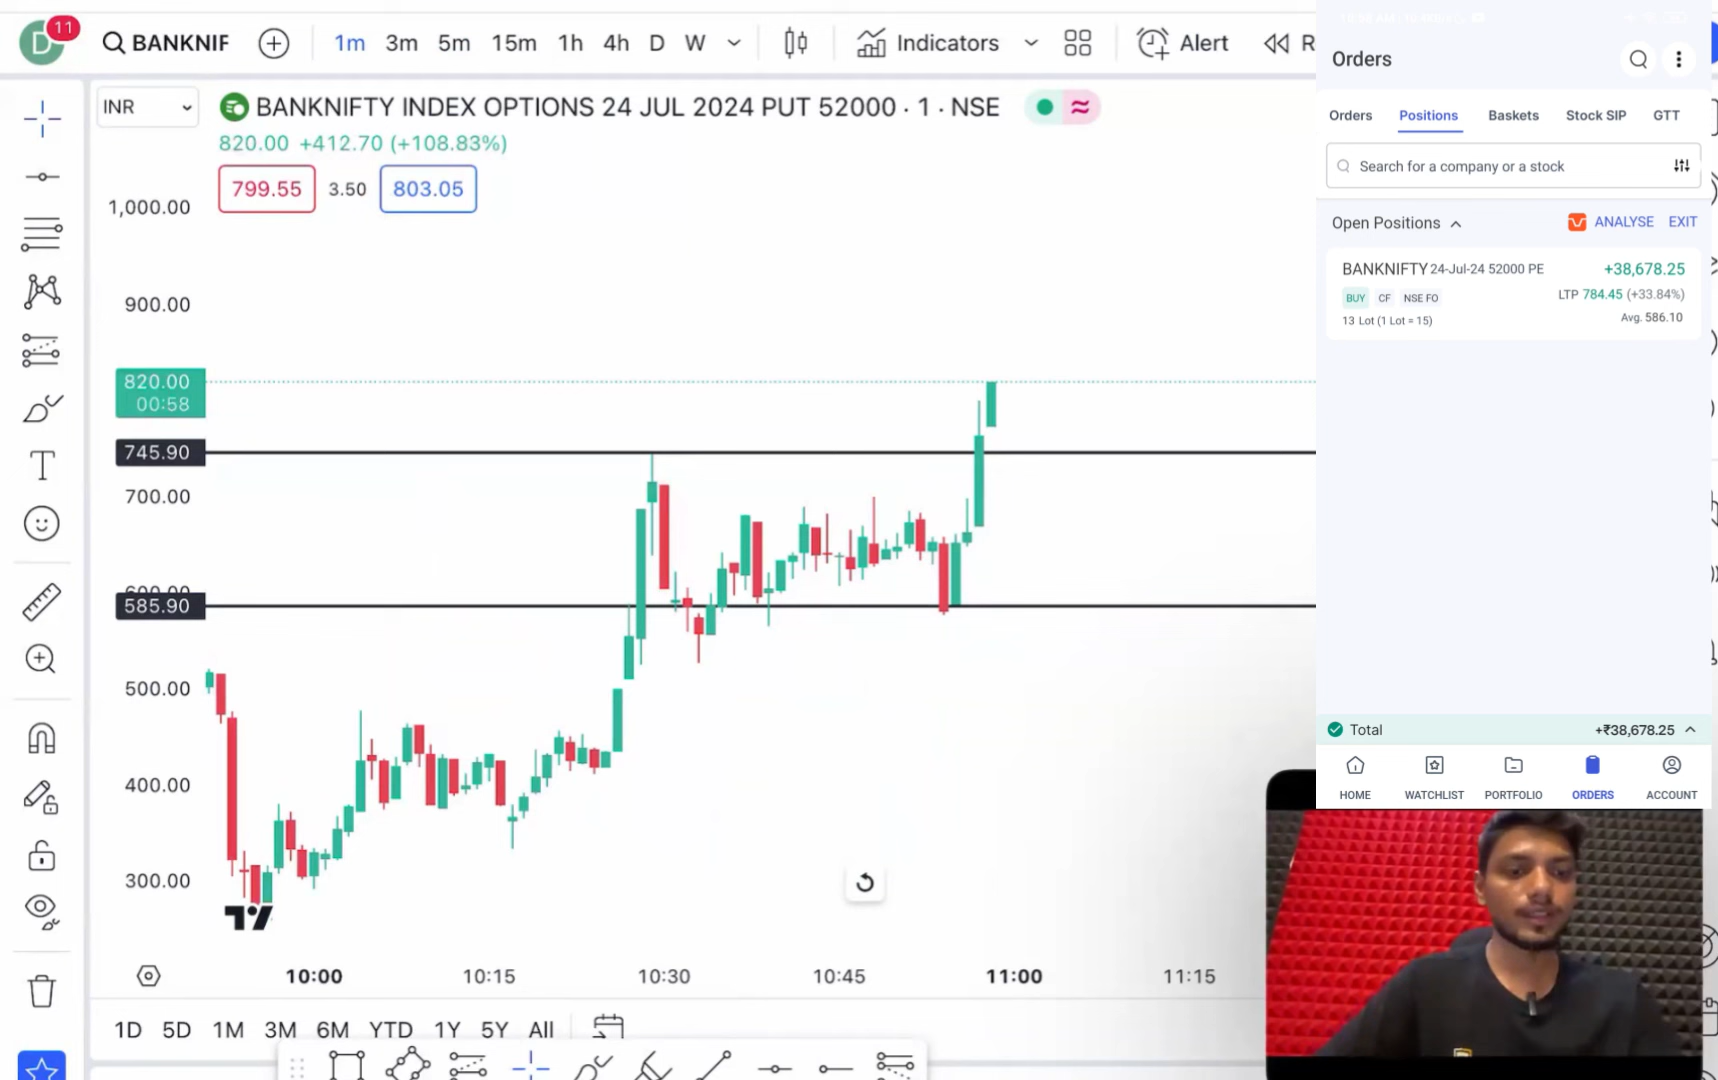 D
11
BANKNIF
1m 3m 5m 15m 1h 4h D W
Indicators
Alert
R
INR
BANKNIFTY INDEX OPTIONS 24 JUL 2024 PUT 52000 · 1 · NSE
820.00 +412.70 (+108.83%)
799.55 3.50 803.05
1,000.00
900.00
820.00
00:58
745.90
700.00
585.90
500.00
400.00
300.00
10:00 10:15 10:30 10:45 11:00 11:15
1D 5D 1M 3M 6M YTD 1Y 5Y All
Orders
Orders Positions Baskets Stock SIP GTT
Search for a company or a stock
Open Positions ANALYSE EXIT
BANKNIFTY 24-Jul-24 52000 PE +38,678.25
BUY CF NSE FO LTP 784.45 (+33.84%)
13 Lot (1 Lot = 15) Avg. 586.10
Total +₹38,678.25
HOME WATCHLIST PORTFOLIO ORDERS ACCOUNT